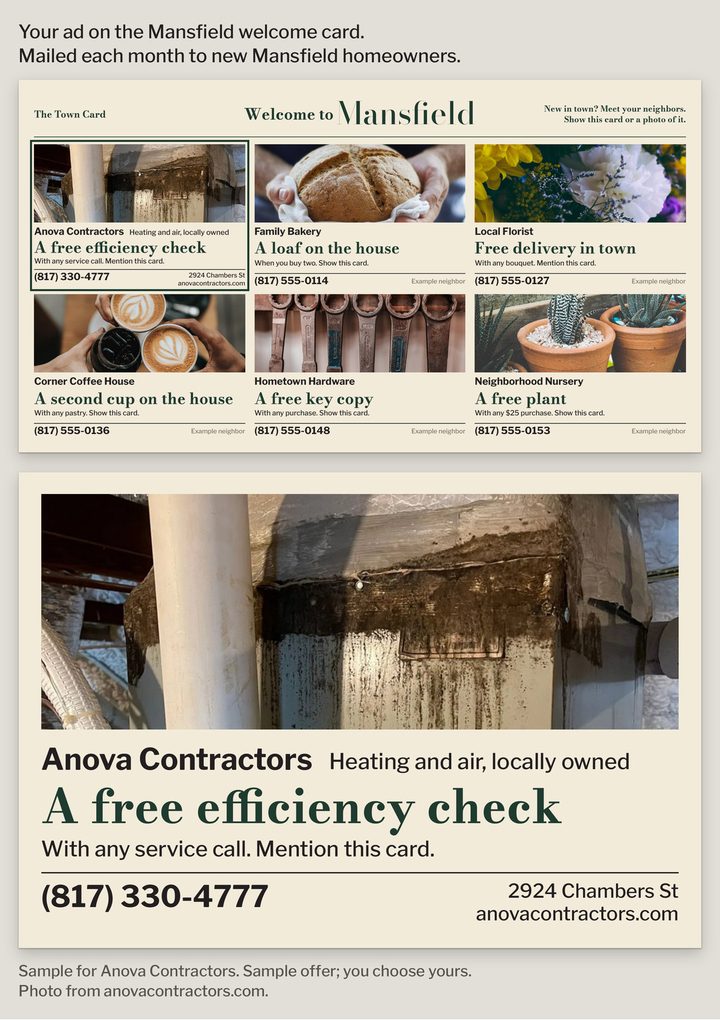 Your ad on the Mansfield welcome card.
Mailed each month to new Mansfield homeowners.
The Town Card
Welcome to Mansfield
New in town? Meet your neighbors.
Show this card or a photo of it.
Anova Contractors Heating and air, locally owned
A free efficiency check
With any service call. Mention this card.
(817) 330-4777
2924 Chambers St
anovacontractors.com
Family Bakery
A loaf on the house
When you buy two. Show this card.
(817) 555-0114
Example neighbor
Local Florist
Free delivery in town
With any bouquet. Mention this card.
(817) 555-0127
Example neighbor
Corner Coffee House
A second cup on the house
With any pastry. Show this card.
(817) 555-0136
Example neighbor
Hometown Hardware
A free key copy
With any purchase. Show this card.
(817) 555-0148
Example neighbor
Neighborhood Nursery
A free plant
With any $25 purchase. Show this card.
(817) 555-0153
Example neighbor
Anova Contractors Heating and air, locally owned
A free efficiency check
With any service call. Mention this card.
(817) 330-4777
2924 Chambers St
anovacontractors.com
Sample for Anova Contractors. Sample offer; you choose yours.
Photo from anovacontractors.com.